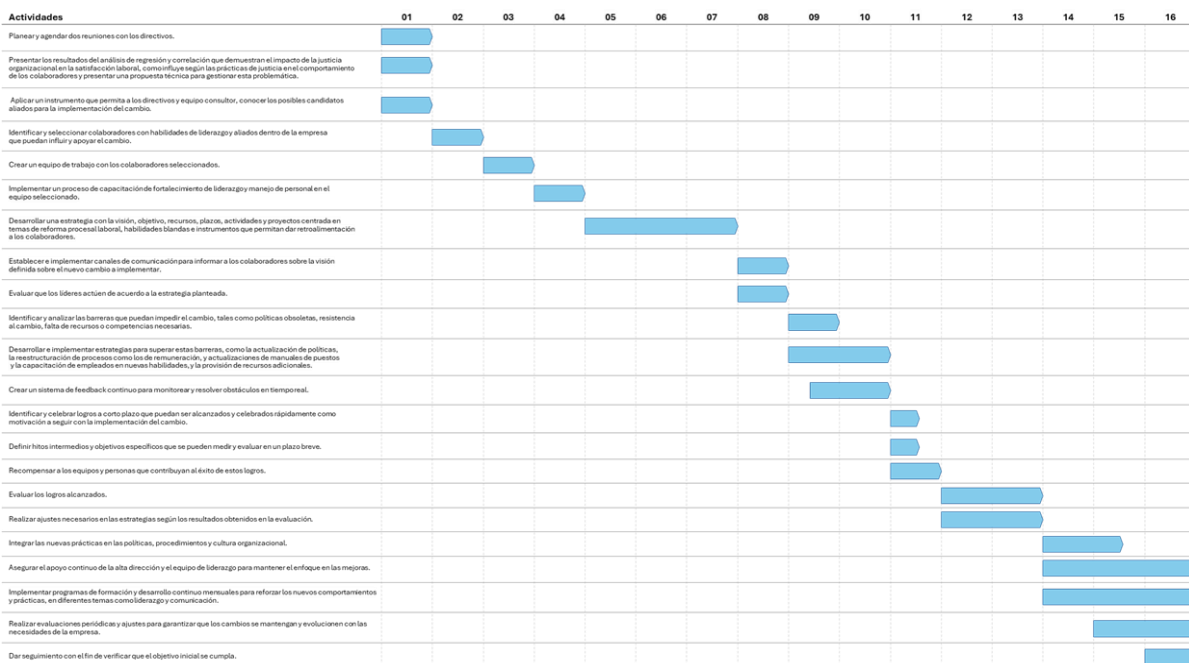 Actividades 01 02 03 04 05 06 07 08 09 10 11 12 13 14 15 16
Planear y agendar dos reuniones con los directivos.
Presentar los resultados del análisis de regresión y correlación que demuestran el impacto de la justicia
organizacional en la satisfacción laboral, como influye según las prácticas de justicia en el comportamiento
de los colaboradores y presentar una propuesta técnica para gestionar esta problemática.
Aplicar un instrumento que permita a los directivos y equipo consultor, conocer los posibles candidatos
aliados para la implementación del cambio.
Identificar y seleccionar colaboradores con habilidades de liderazgo y aliados dentro de la empresa
que puedan influir y apoyar el cambio.
Crear un equipo de trabajo con los colaboradores seleccionados.
Implementar un proceso de capacitación de fortalecimiento de liderazgo y manejo de personal en el
equipo seleccionado.
Desarrollar una estrategia con la visión, objetivo, recursos, plazos, actividades y proyectos centrada en
temas de reforma procesal laboral, habilidades blandas e instrumentos que permitan dar retroalimentación
a los colaboradores.
Establecer e implementar canales de comunicación para informar a los colaboradores sobre la visión
definida sobre el nuevo cambio a implementar.
Evaluar que los líderes actúen de acuerdo a la estrategia planteada.
Identificar y analizar las barreras que puedan impedir el cambio, tales como políticas obsoletas, resistencia
al cambio, falta de recursos o competencias necesarias.
Desarrollar e implementar estrategias para superar estas barreras, como la actualización de políticas,
la reestructuración de procesos como los de remuneración, y actualizaciones de manuales de puestos
y la capacitación de empleados en nuevas habilidades, y la provisión de recursos adicionales.
Crear un sistema de feedback continuo para monitorear y resolver obstáculos en tiempo real.
Identificar y celebrar logros a corto plazo que puedan ser alcanzados y celebrados rápidamente como
motivación a seguir con la implementación del cambio.
Definir hitos intermedios y objetivos específicos que se pueden medir y evaluar en un plazo breve.
Recompensar a los equipos y personas que contribuyan al éxito de estos logros.
Evaluar los logros alcanzados.
Realizar ajustes necesarios en las estrategias según los resultados obtenidos en la evaluación.
Integrar las nuevas prácticas en las políticas, procedimientos y cultura organizacional.
Asegurar el apoyo continuo de la alta dirección y el equipo de liderazgo para mantener el enfoque en las mejoras.
Implementar programas de formación y desarrollo continuo mensuales para reforzar los nuevos comportamientos
y prácticas, en diferentes temas como liderazgo y comunicación.
Realizar evaluaciones periódicas y ajustes para garantizar que los cambios se mantengan y evolucionen con las
necesidades de la empresa.
Dar seguimiento con el fin de verificar que el objetivo inicial se cumpla.